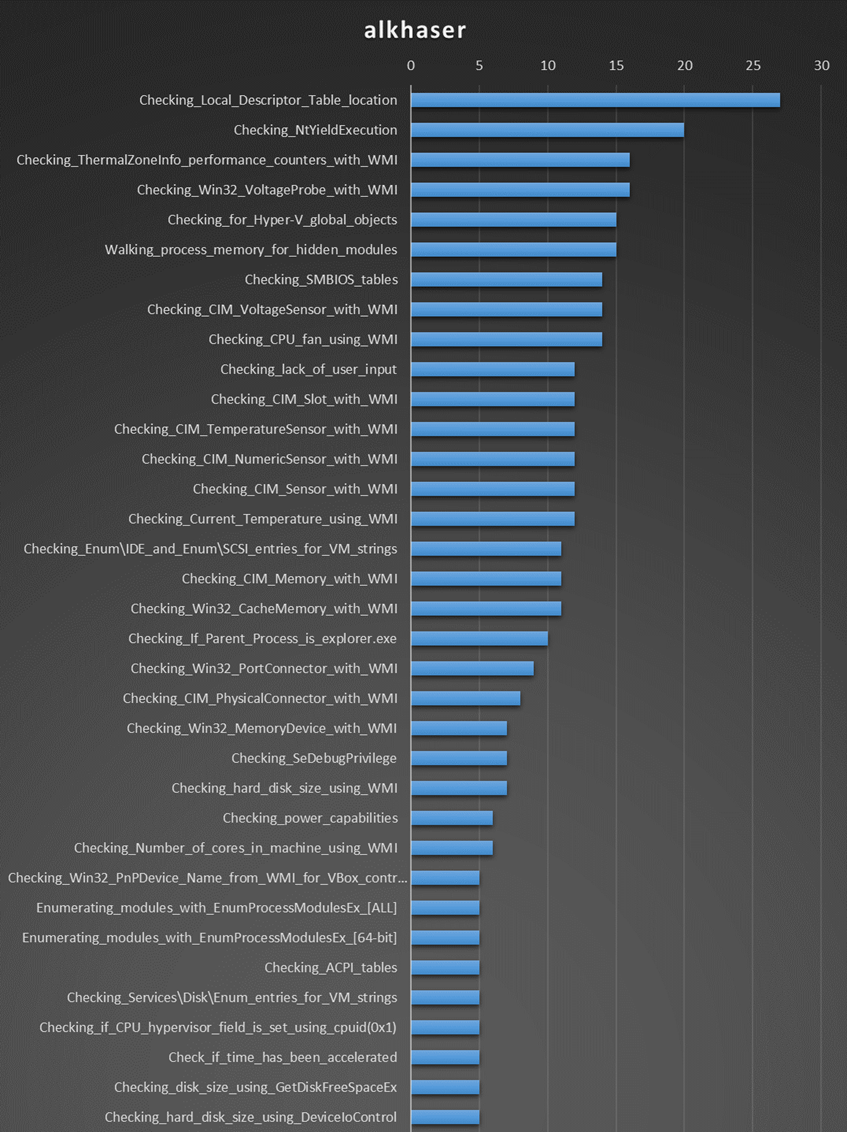 alkhaser
0 5 10 15 20 25 30
Checking_Local_Descriptor_Table_location
Checking_NtYieldExecution
Checking_ThermalZoneInfo_performance_counters_with_WMI
Checking_Win32_VoltageProbe_with_WMI
Checking_for_Hyper-V_global_objects
Walking_process_memory_for_hidden_modules
Checking_SMBIOS_tables
Checking_CIM_VoltageSensor_with_WMI
Checking_CPU_fan_using_WMI
Checking_lack_of_user_input
Checking_CIM_Slot_with_WMI
Checking_CIM_TemperatureSensor_with_WMI
Checking_CIM_NumericSensor_with_WMI
Checking_CIM_Sensor_with_WMI
Checking_Current_Temperature_using_WMI
Checking_Enum\IDE_and_Enum\SCSI_entries_for_VM_strings
Checking_CIM_Memory_with_WMI
Checking_Win32_CacheMemory_with_WMI
Checking_If_Parent_Process_is_explorer.exe
Checking_Win32_PortConnector_with_WMI
Checking_CIM_PhysicalConnector_with_WMI
Checking_Win32_MemoryDevice_with_WMI
Checking_SeDebugPrivilege
Checking_hard_disk_size_using_WMI
Checking_power_capabilities
Checking_Number_of_cores_in_machine_using_WMI
Checking_Win32_PnPDevice_Name_from_WMI_for_VBox_contr...
Enumerating_modules_with_EnumProcessModulesEx_[ALL]
Enumerating_modules_with_EnumProcessModulesEx_[64-bit]
Checking_ACPI_tables
Checking_Services\Disk\Enum_entries_for_VM_strings
Checking_if_CPU_hypervisor_field_is_set_using_cpuid(0x1)
Check_if_time_has_been_accelerated
Checking_disk_size_using_GetDiskFreeSpaceEx
Checking_hard_disk_size_using_DeviceIoControl